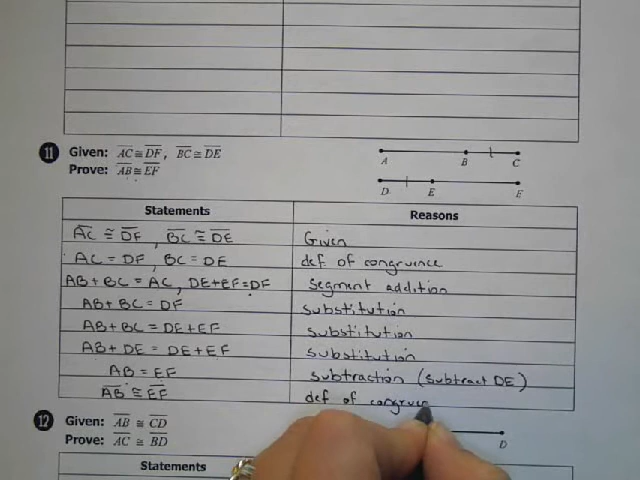 11 Given: AC ≅ DF, BC ≅ DE
Prove: AB ≅ EF
A B C
D E F
Statements Reasons
AC ≅ DF, BC ≅ DE Given
AC = DF, BC = DE def of congruence
AB + BC = AC, DE + EF = DF segment addition
AB + BC = DF substitution
AB + BC = DE + EF substitution
AB + DE = DE + EF substitution
AB = EF subtraction (subtract DE)
AB ≅ EF def of congruen
12 Given: AB ≅ CD
Prove: AC ≅ BD
D
Statements